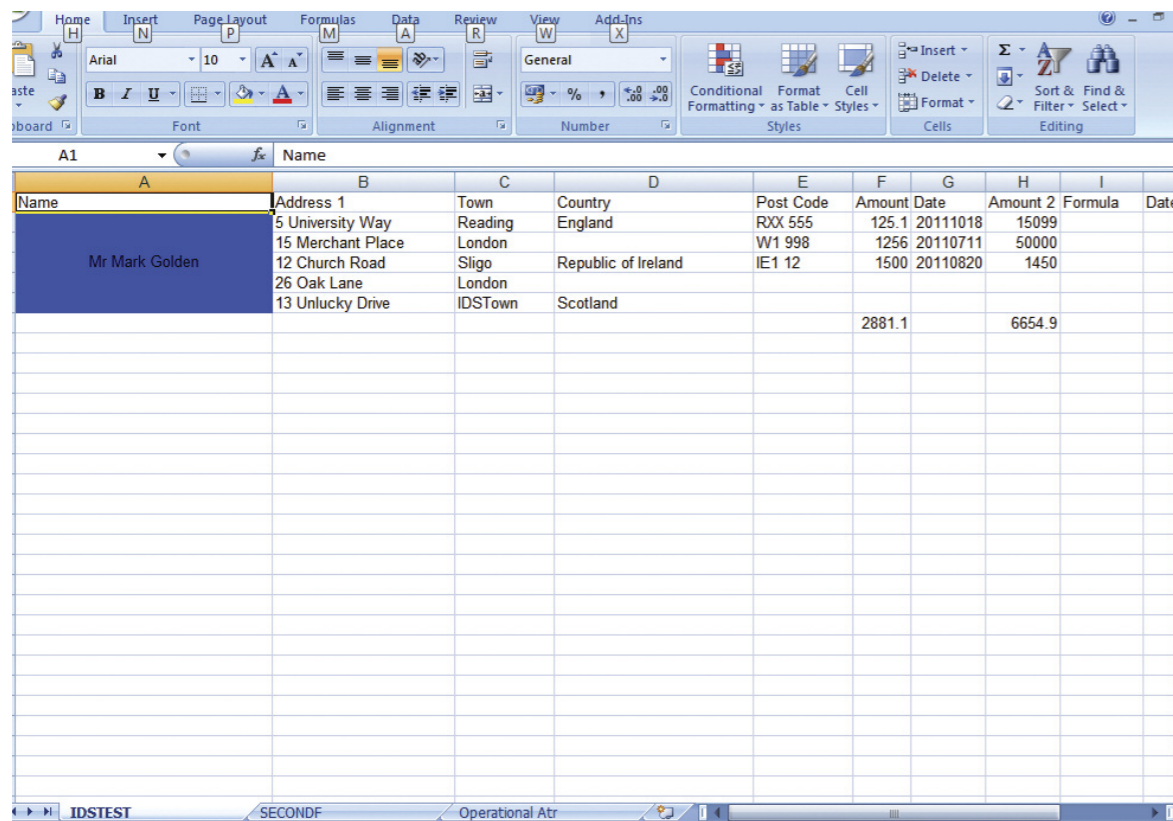 Home Insert Page Layout Formulas Data Review View Add-Ins
H N P M A R W X
Arial 10 A A General Insert Σ
Delete
B I U A % , .0 .00 .00 .0 Conditional Format Cell Sort & Find &
Formatting as Table Styles Format Filter Select
Font Alignment Number Styles Cells Editing
A1 fx Name
A B C D E F G H I
Name Address 1 Town Country Post Code Amount Date Amount 2 Formula
5 University Way Reading England RXX 555 125.1 20111018 15099
15 Merchant Place London W1 998 1256 20110711 50000
Mr Mark Golden 12 Church Road Sligo Republic of Ireland IE1 12 1500 20110820 1450
26 Oak Lane London
13 Unlucky Drive IDSTown Scotland
2881.1 6654.9
IDSTEST SECONDF Operational Atr